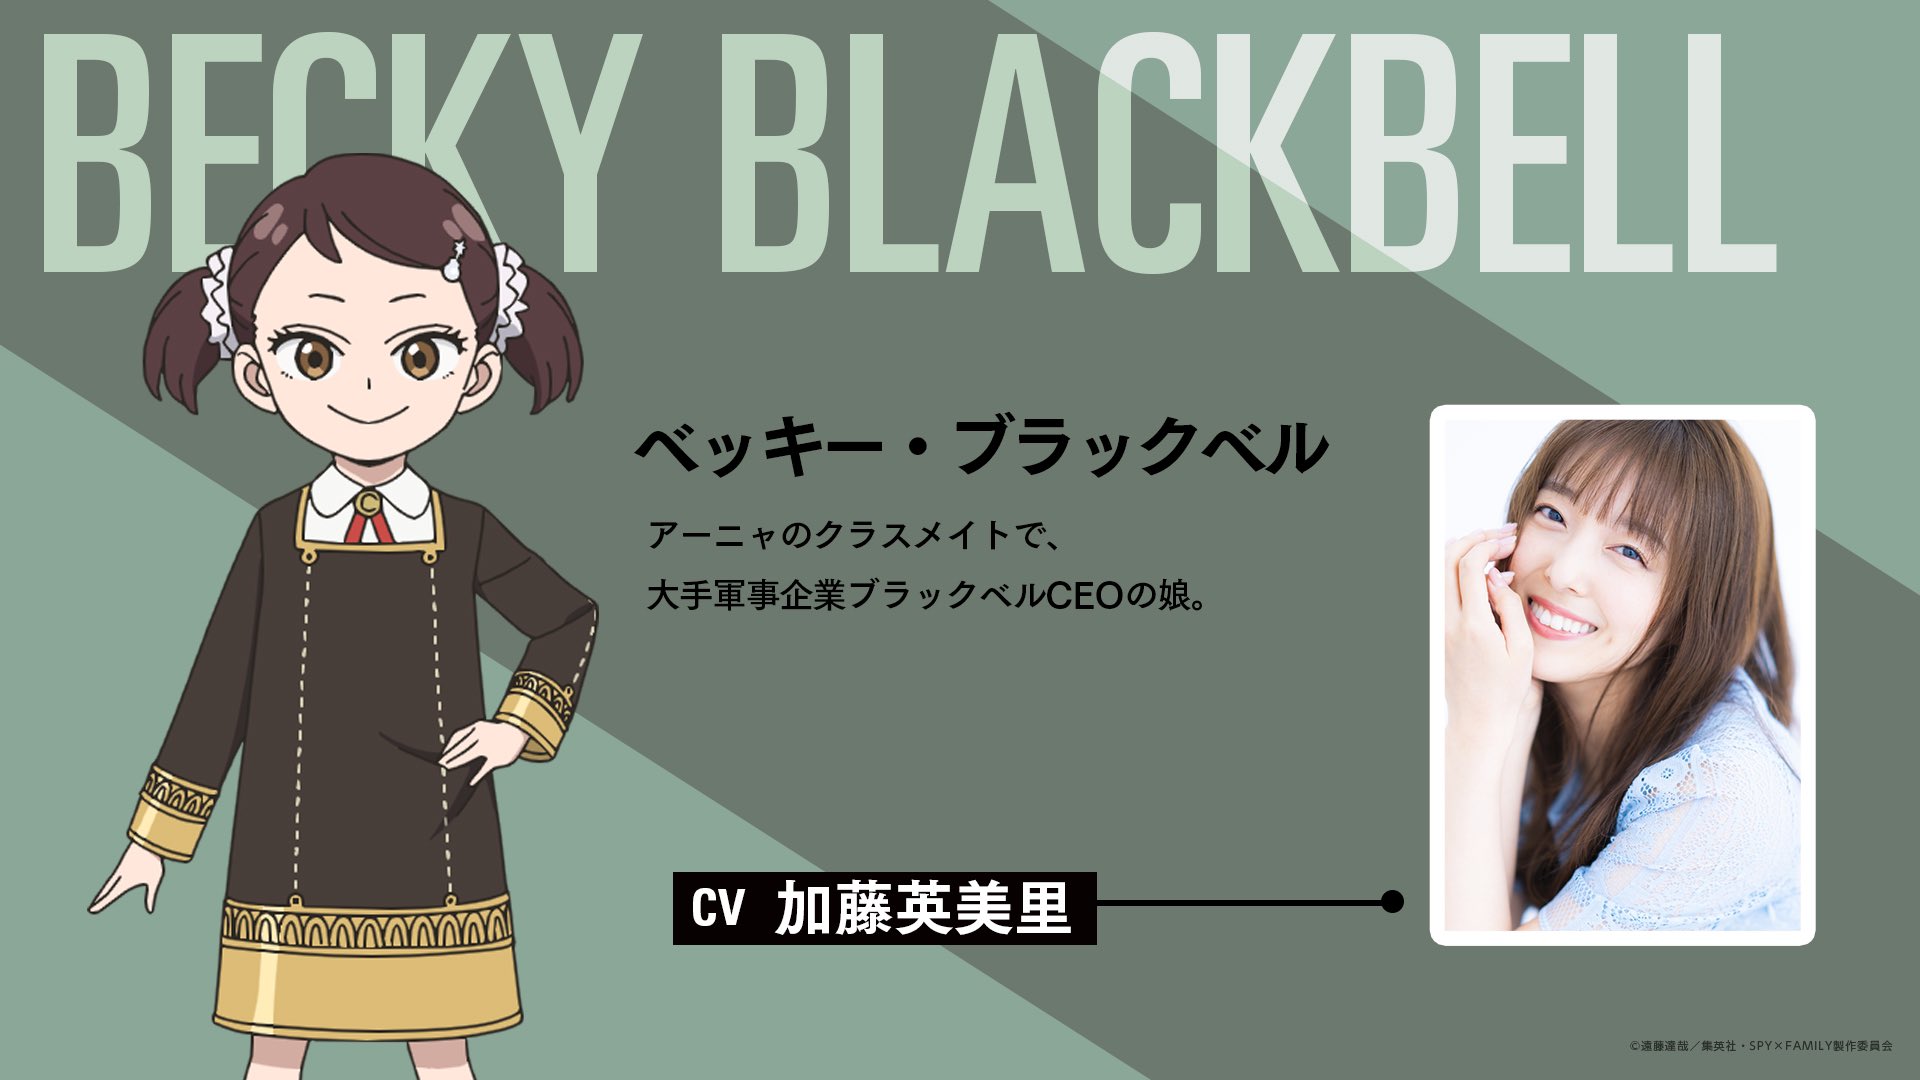 BECKY BLACKBELL
ベッキー・ブラックベル
アーニャのクラスメイトで、
大手軍事企業ブラックベルCEOの娘。
CV 加藤英美里
©遠藤達哉／集英社・SPY×FAMILY製作委員会
C